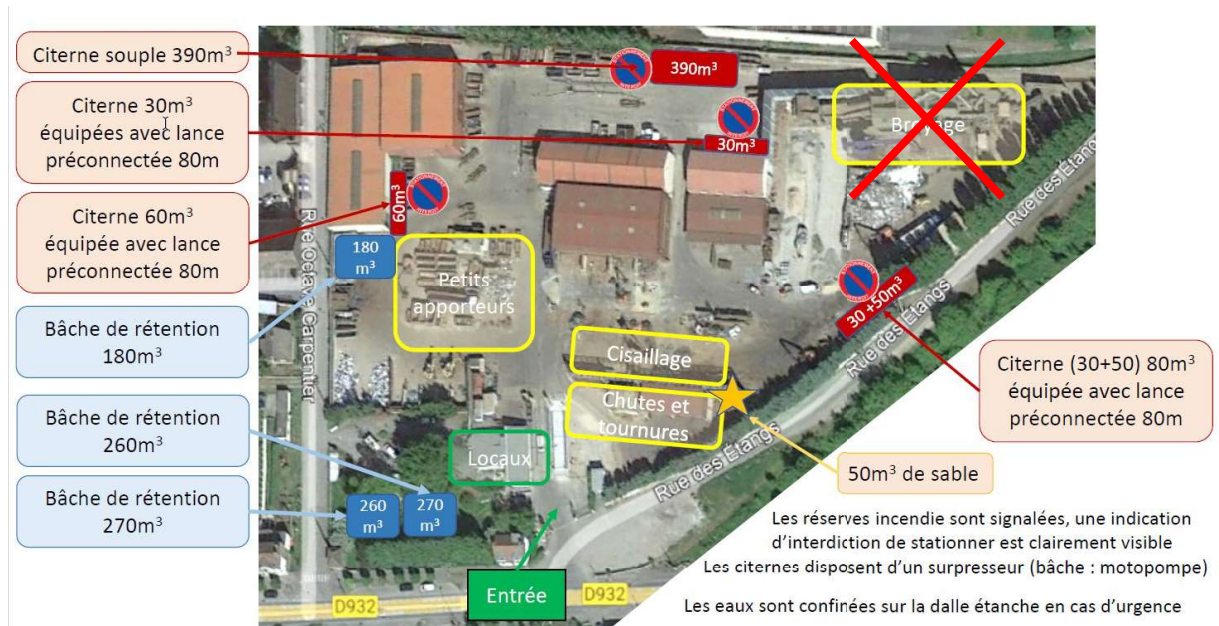 Citerne souple 390m³
Citerne 30m³
équipées avec lance
préconnectée 80m
Citerne 60m³
équipée avec lance
préconnectée 80m
Bâche de rétention
180m³
Bâche de rétention
260m³
Bâche de rétention
270m³
390m³
30m³
60m³
180
m³
Broyage
Petits
apporteurs
30 +50m³
Cisaillage
Chutes et
tournures
Locaux
260
m³
270
m³
Entrée
D932
D932
Rue Octave Carpentier
Rue des Étangs
Rue des Étangs
Rue des Étangs
Citerne (30+50) 80m³
équipée avec lance
préconnectée 80m
50m³ de sable
Les réserves incendie sont signalées, une indication
d'interdiction de stationner est clairement visible
Les citernes disposent d'un surpresseur (bâche : motopompe)
Les eaux sont confinées sur la dalle étanche en cas d'urgence